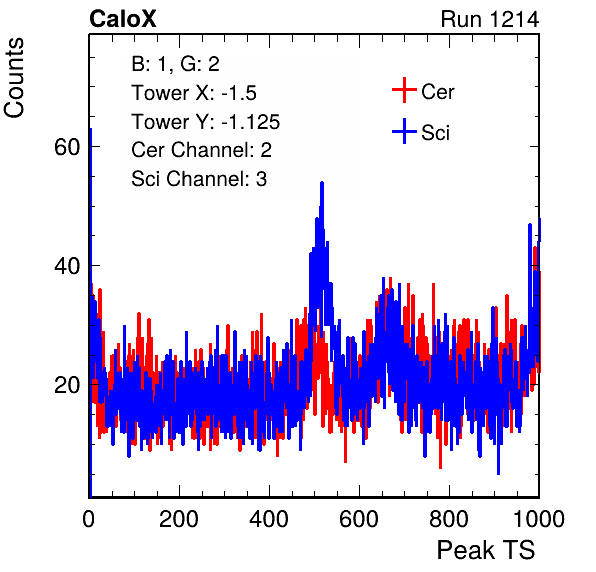 CaloX
Run 1214
Counts
B: 1, G: 2
Tower X: -1.5
Tower Y: -1.125
Cer Channel: 2
Sci Channel: 3
Cer
Sci
60
40
20
0 200 400 600 800 1000
Peak TS